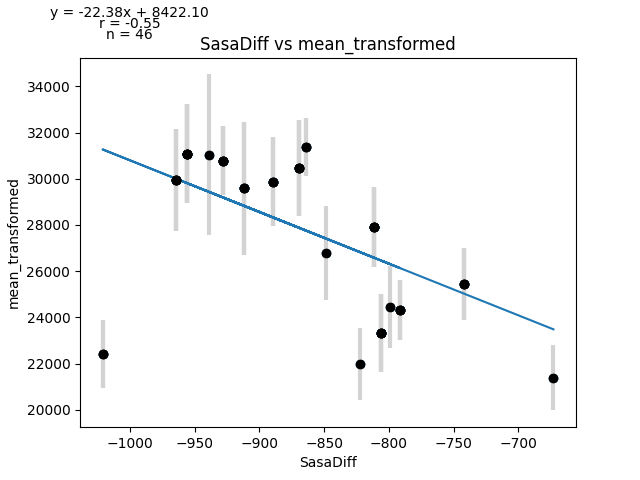 y = -22.38x + 8422.10
r = -0.55
n = 46
SasaDiff vs mean_transformed
34000
32000
30000
28000
26000
24000
22000
20000
mean_transformed
−1000 −950 −900 −850 −800 −750 −700
SasaDiff